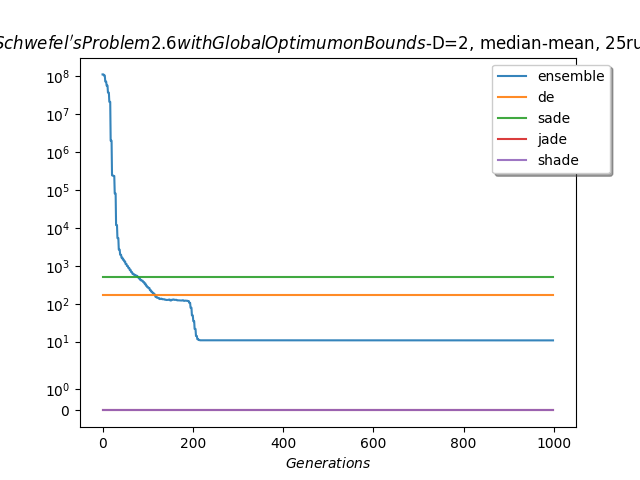 Schwefel'sProblem2.6withGlobalOptimumonBounds-D=2, median-mean, 25ru
ensemble
de
sade
jade
shade
10^8
10^7
10^6
10^5
10^4
10^3
10^2
10^1
10^0
0
0 200 400 600 800 1000
Generations